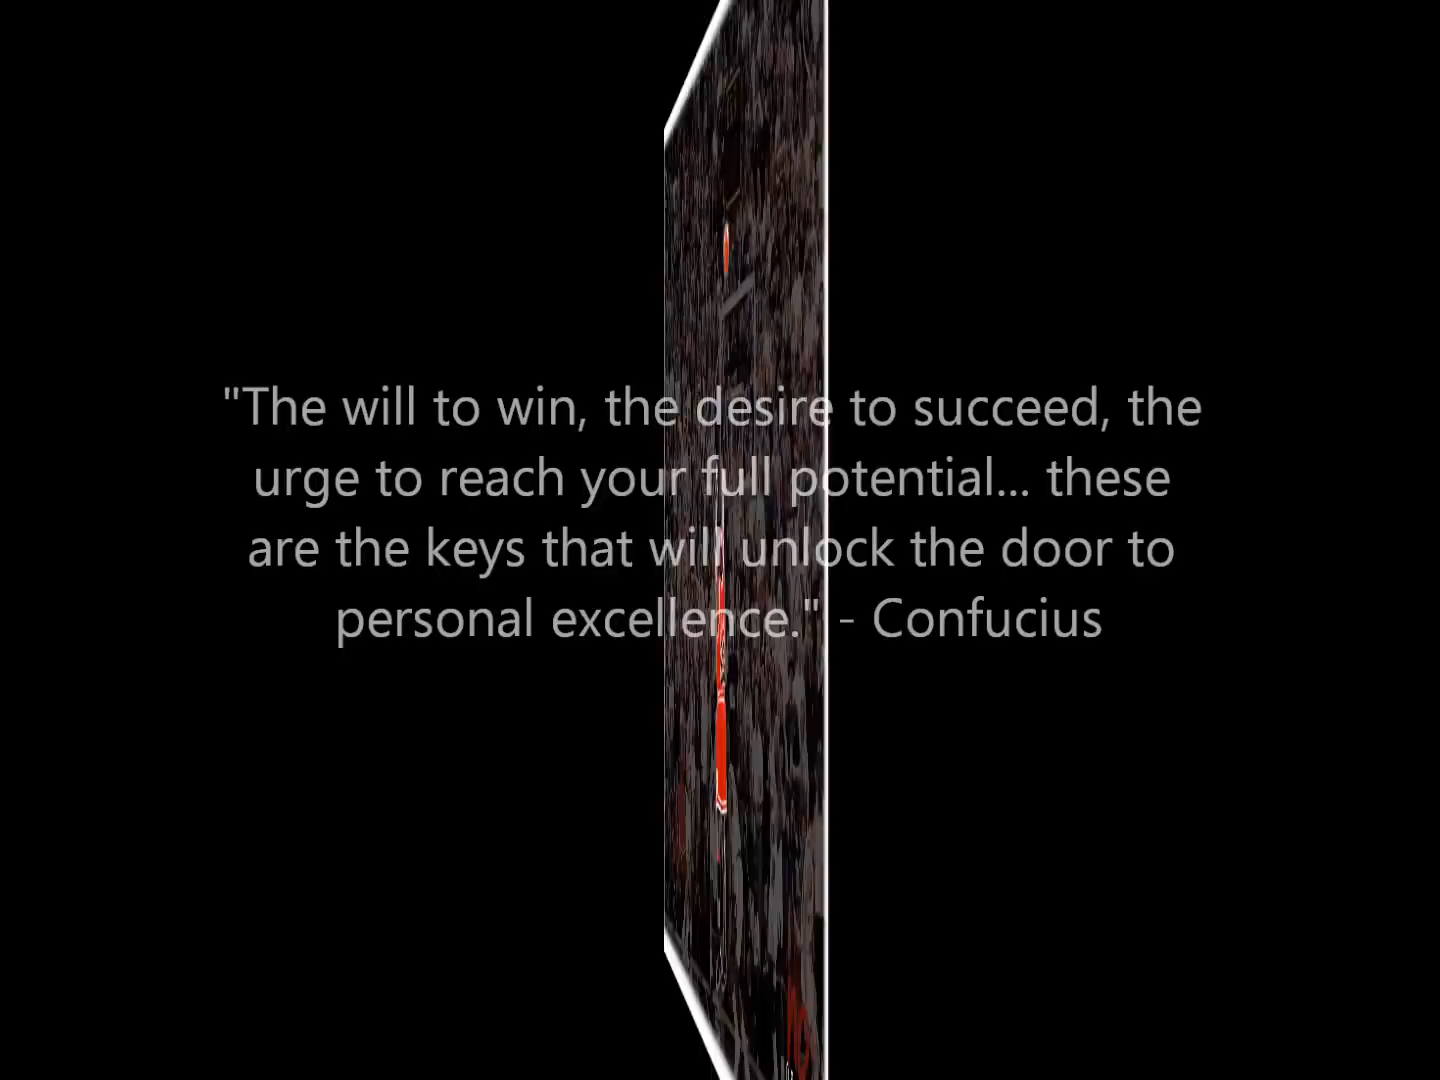 "The will to win, the desire to succeed, the
urge to reach your full potential... these
are the keys that will unlock the door to
personal excellence." - Confucius